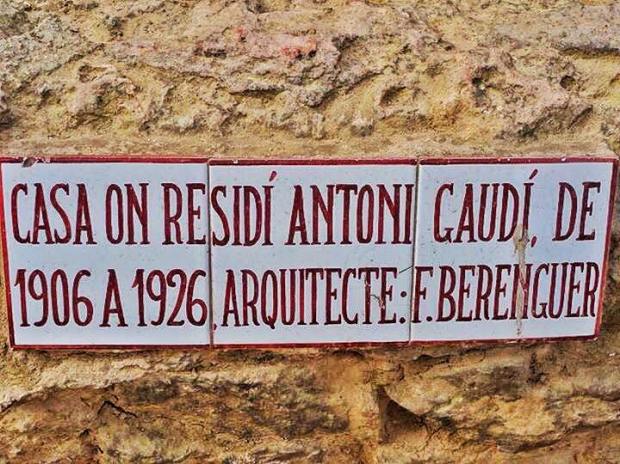 CASA ON RESIDÍ ANTONI GAUDÍ, DE
1906 A 1926, ARQUITECTE: F. BERENGUER